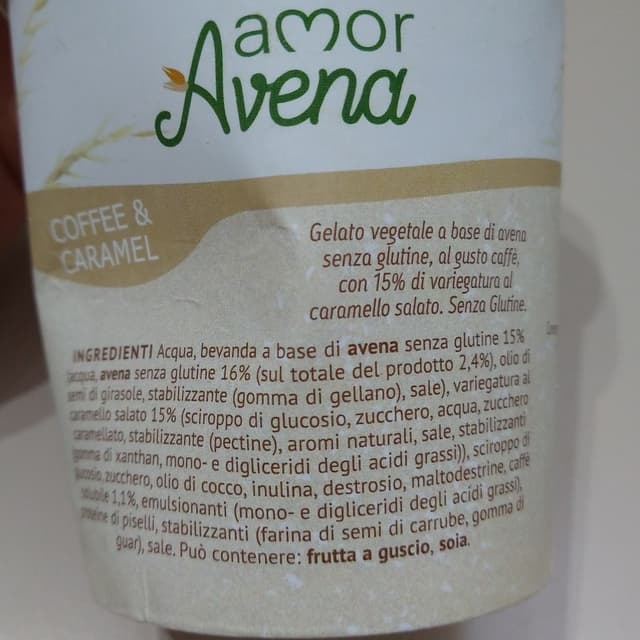 amor
Avena
COFFEE &
CARAMEL
Gelato vegetale a base di avena
senza glutine, al gusto caffè,
con 15% di variegatura al
caramello salato. Senza Glutine.
INGREDIENTI Acqua, bevanda a base di avena senza glutine 15%
(acqua, avena senza glutine 16% (sul totale del prodotto 2,4%), olio di
semi di girasole, stabilizzante (gomma di gellano), sale), variegatura al
caramello salato 15% (sciroppo di glucosio, zucchero, acqua, zucchero
caramellato, stabilizzante (pectine), aromi naturali, sale, stabilizzanti
(gomma di xanthan, mono- e digliceridi degli acidi grassi)), sciroppo di
glucosio, zucchero, olio di cocco, inulina, destrosio, maltodestrine, caffè
solubile 1,1%, emulsionanti (mono- e digliceridi degli acidi grassi),
proteine di piselli, stabilizzanti (farina di semi di carrube, gomma di
guar), sale. Può contenere: frutta a guscio, soia.